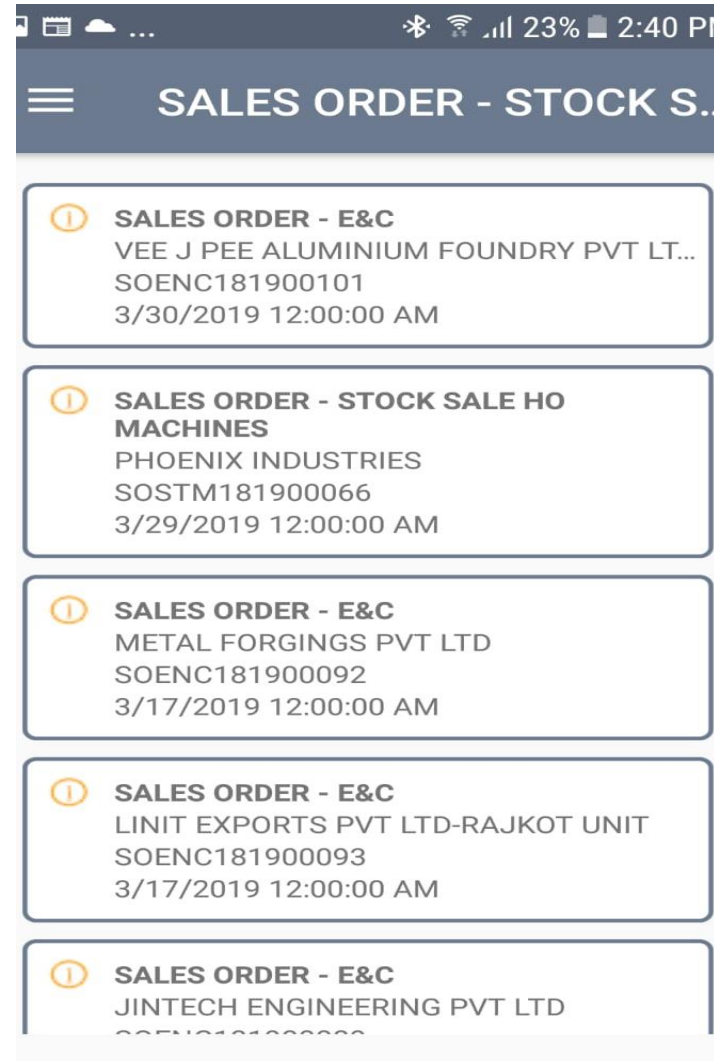 ... 23% 2:40 PM
SALES ORDER - STOCK S..
SALES ORDER - E&C
VEE J PEE ALUMINIUM FOUNDRY PVT LT...
SOENC181900101
3/30/2019 12:00:00 AM
SALES ORDER - STOCK SALE HO
MACHINES
PHOENIX INDUSTRIES
SOSTM181900066
3/29/2019 12:00:00 AM
SALES ORDER - E&C
METAL FORGINGS PVT LTD
SOENC181900092
3/17/2019 12:00:00 AM
SALES ORDER - E&C
LINIT EXPORTS PVT LTD-RAJKOT UNIT
SOENC181900093
3/17/2019 12:00:00 AM
SALES ORDER - E&C
JINTECH ENGINEERING PVT LTD